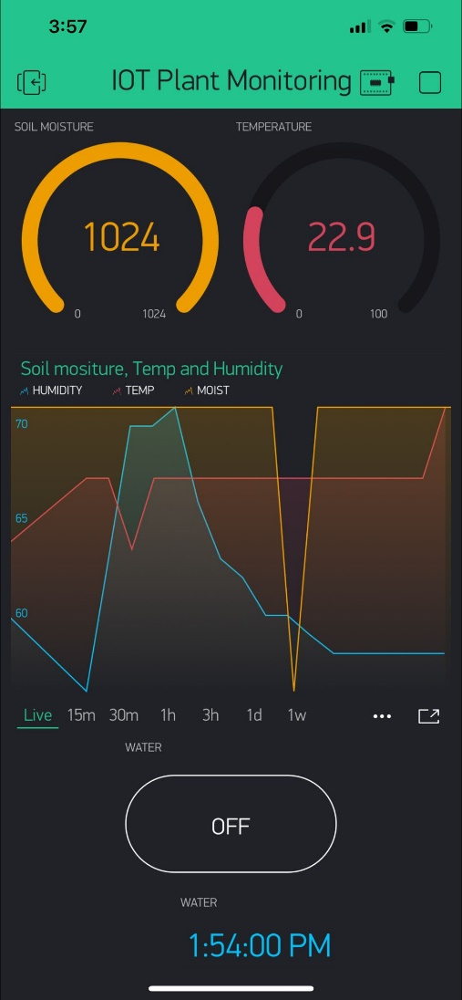 3:57
IOT Plant Monitoring
SOIL MOISTURE
TEMPERATURE
1024
22.9
0
1024
0
100
Soil mositure, Temp and Humidity
HUMIDITY TEMP MOIST
70
65
60
Live 15m 30m 1h 3h 1d 1w
WATER
OFF
WATER
1:54:00 PM